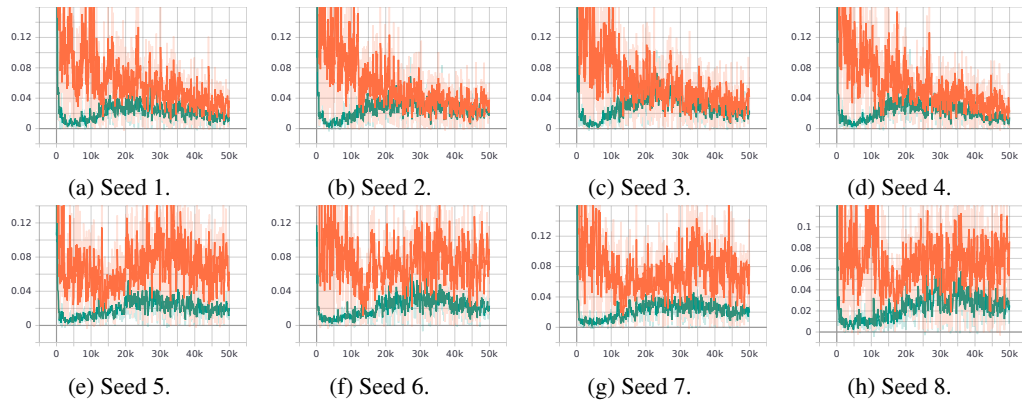 0.12
0.08
0.04
0
0 10k 20k 30k 40k 50k
(a) Seed 1.
0.12
0.08
0.04
0
0 10k 20k 30k 40k 50k
(b) Seed 2.
0.12
0.08
0.04
0
0 10k 20k 30k 40k 50k
(c) Seed 3.
0.12
0.08
0.04
0
0 10k 20k 30k 40k 50k
(d) Seed 4.
0.12
0.08
0.04
0
0 10k 20k 30k 40k 50k
(e) Seed 5.
0.12
0.08
0.04
0
0 10k 20k 30k 40k 50k
(f) Seed 6.
0.16
0.12
0.08
0.04
0
0 10k 20k 30k 40k 50k
(g) Seed 7.
0.1
0.08
0.06
0.04
0.02
0
0 10k 20k 30k 40k 50k
(h) Seed 8.